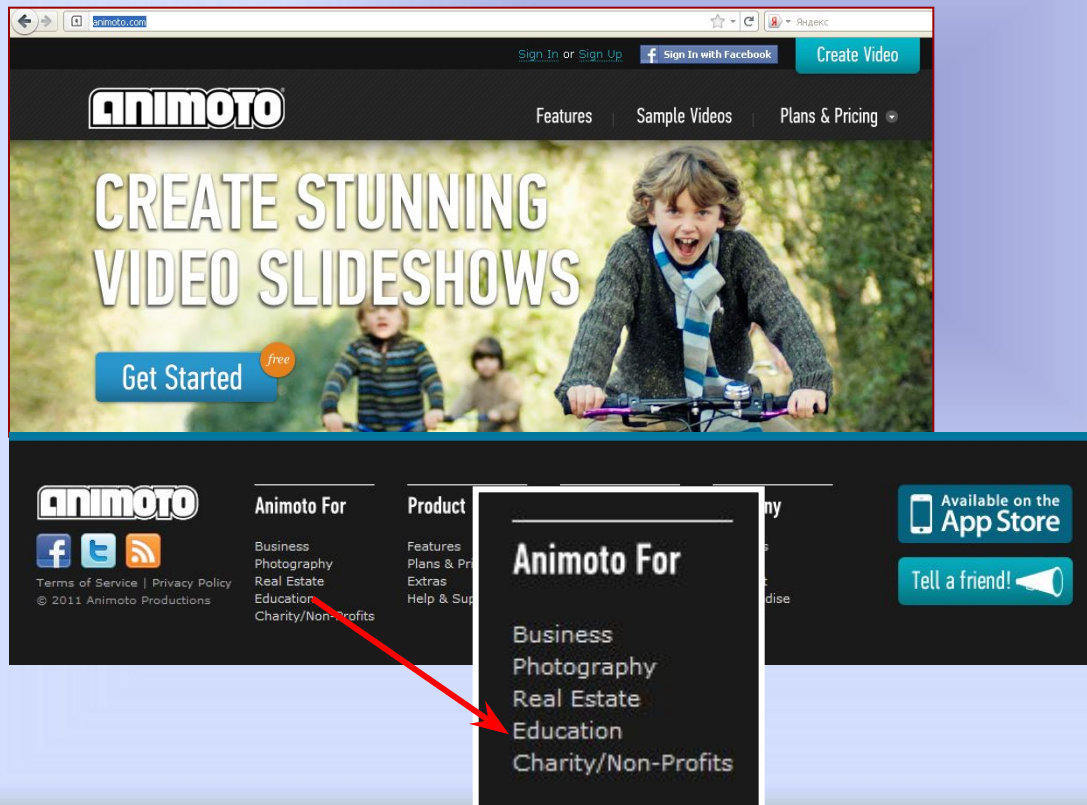 animoto.com
Яндекс
Sign In or Sign Up
f Sign in with Facebook
Create Video
ANIMOTO
Features
Sample Videos
Plans & Pricing
CREATE STUNNING
VIDEO SLIDESHOWS
Get Started
free
ANIMOTO
Terms of Service | Privacy Policy
© 2011 Animoto Productions
Animoto For
Business
Photography
Real Estate
Education
Charity/Non-Profits
Product
Features
Plans &
Extras
Help &
Animoto For
Business
Photography
Real Estate
Education
Charity/Non-Profits
Available on the
App Store
Tell a friend!